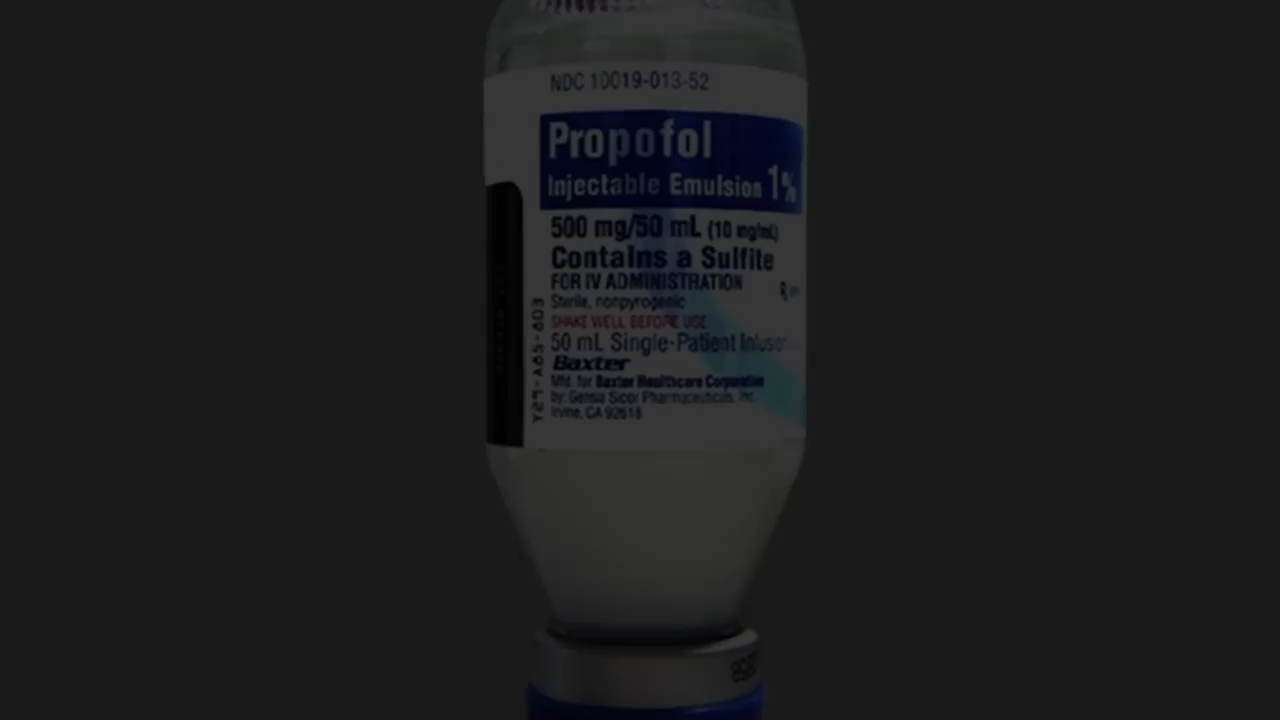 NDC 10019-013-52
Propofol
Injectable Emulsion 1%
500 mg/50 mL (10 mg/mL)
Contains a Sulfite
FOR IV ADMINISTRATION
Sterile, nonpyrogenic
SHAKE WELL BEFORE USE
50 mL Single-Patient
Baxter
Mfd. for Baxter Healthcare Corporation
by: Gensia Sicor Pharmaceuticals, Inc.
Irvine, CA 92618